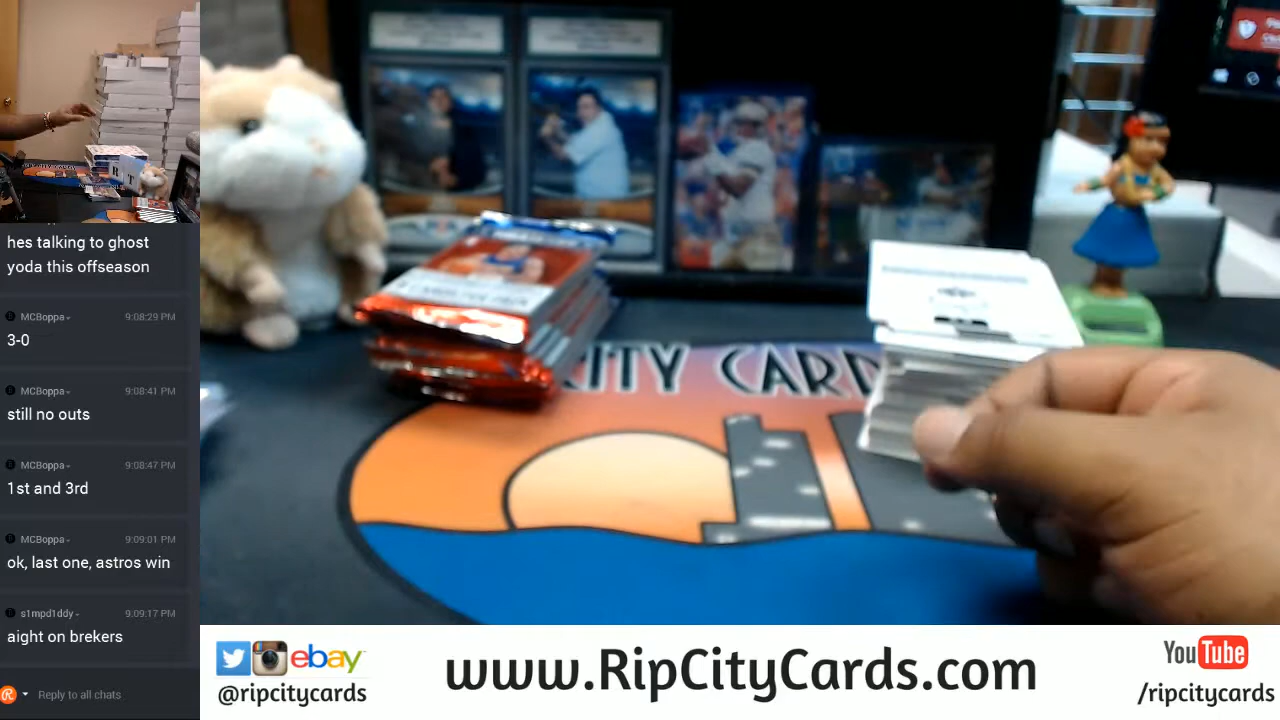 hes talking to ghost
yoda this offseason
MCBoppa 9:08:29 PM
3-0
MCBoppa 9:08:41 PM
still no outs
MCBoppa 9:08:47 PM
1st and 3rd
MCBoppa 9:09:01 PM
ok, last one, astros win
s1mpd1ddy 9:09:17 PM
aight on brekers
Reply to all chats
CITY CARD
ebay
@ripcitycards
www.RipCityCards.com
YouTube
/ripcitycards